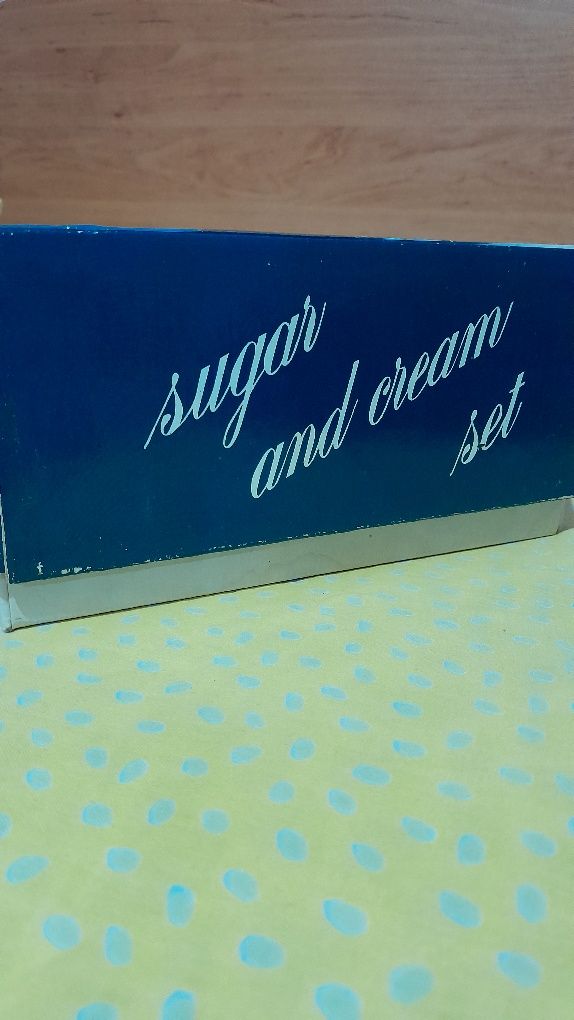 sugar
and cream
set